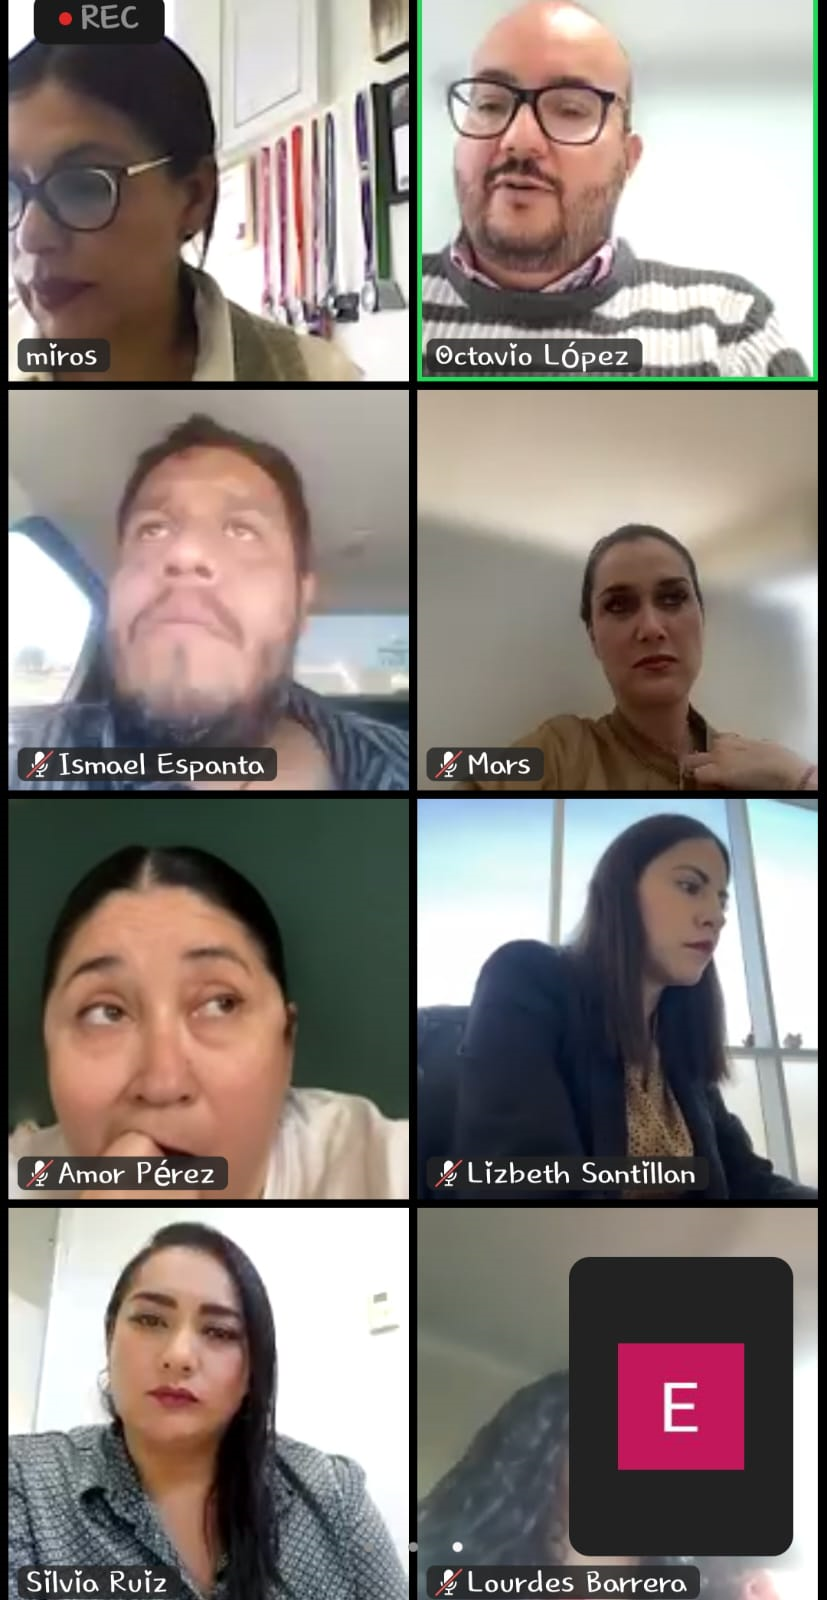 REC
miros
Octavio López
Ismael Espanta
Mars
Amor Pérez
Lizbeth Santillan
E
Silvia Ruiz
Lourdes Barrera